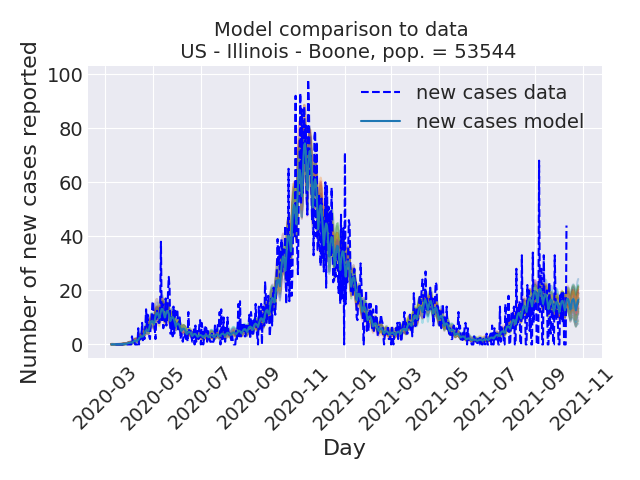 Model comparison to data
US - Illinois - Boone, pop. = 53544
Number of new cases reported
100
80
60
40
20
0
new cases data
new cases model
2020-03
2020-05
2020-07
2020-09
2020-11
2021-01
2021-03
2021-05
2021-07
2021-09
2021-11
Day